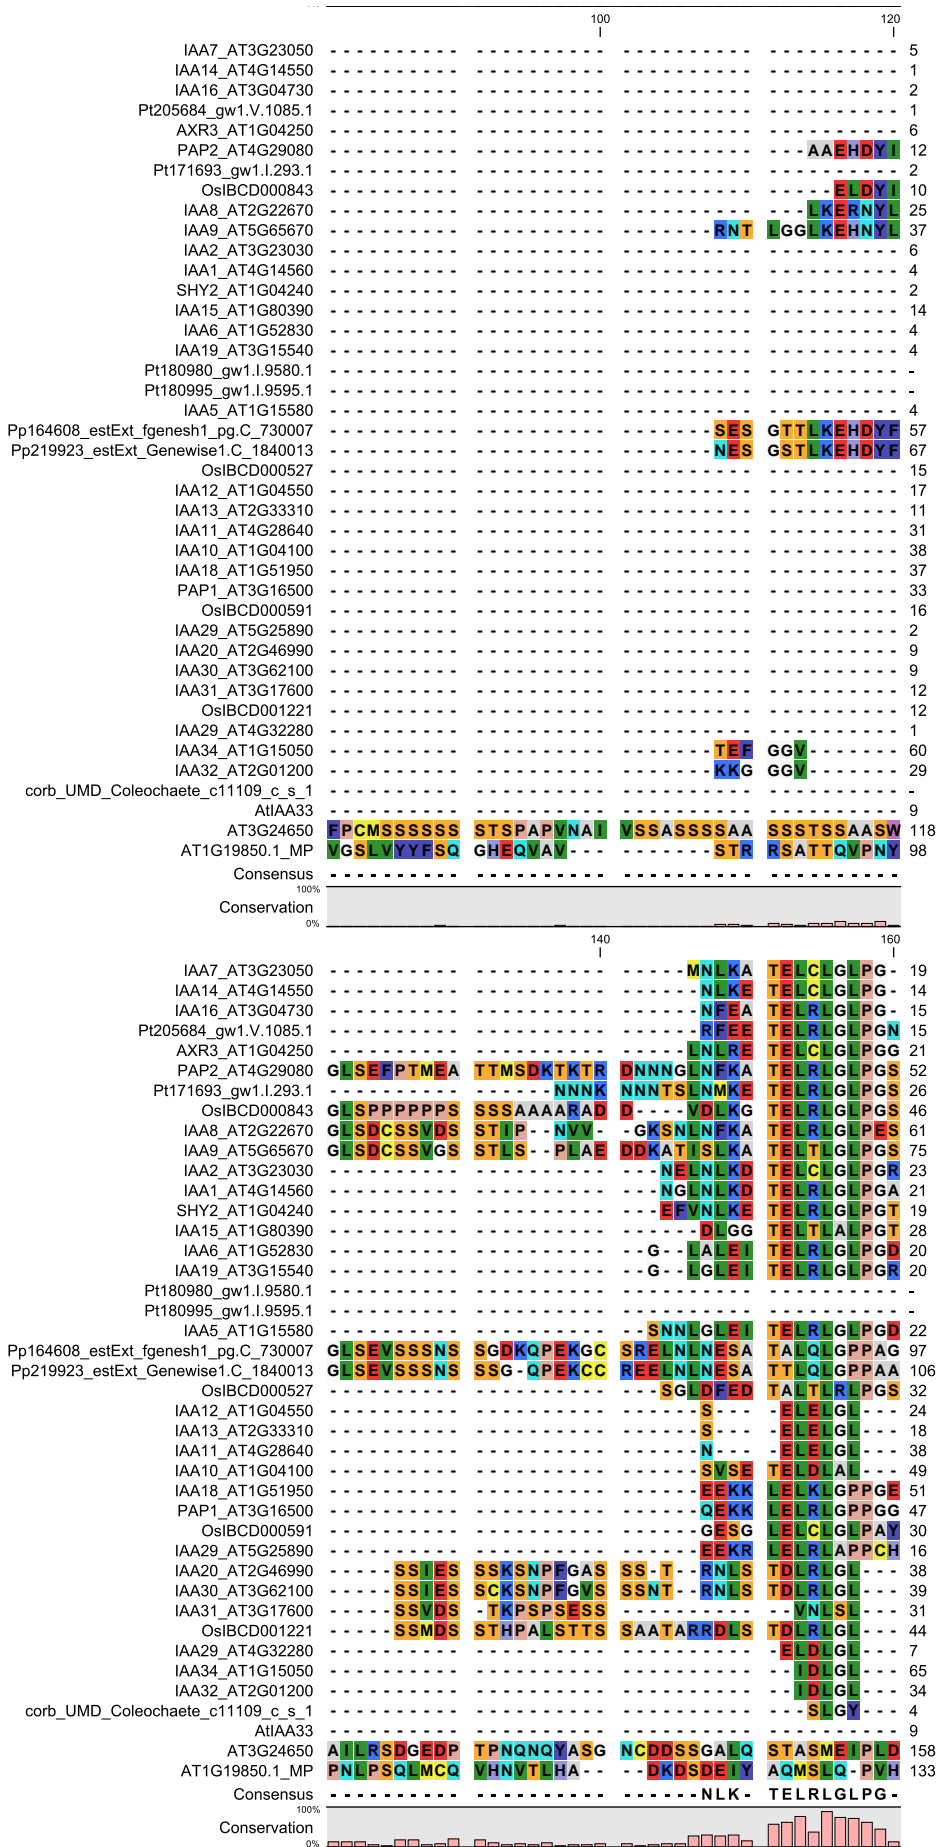 100 120
IAA7_AT3G23050 ---------- ---------- ---------- ---------- 5
IAA14_AT4G14550 ---------- ---------- ---------- ---------- 1
IAA16_AT3G04730 ---------- ---------- ---------- ---------- 2
Pt205684_gw1.V.1085.1 ---------- ---------- ---------- ---------- 1
AXR3_AT1G04250 ---------- ---------- ---------- ---------- 6
PAP2_AT4G29080 ---------- ---------- ---------- ---AAEHDYI 12
Pt171693_gw1.I.293.1 ---------- ---------- ---------- ---------- 2
OsIBCD000843 ---------- ---------- ---------- -----ELDYI 10
IAA8_AT2G22670 ---------- ---------- ---------- ---LKERNYL 25
IAA9_AT5G65670 ---------- ---------- -------RNT LGGLKEHNYL 37
IAA2_AT3G23030 ---------- ---------- ---------- ---------- 6
IAA1_AT4G14560 ---------- ---------- ---------- ---------- 4
SHY2_AT1G04240 ---------- ---------- ---------- ---------- 2
IAA15_AT1G80390 ---------- ---------- ---------- ---------- 14
IAA6_AT1G52830 ---------- ---------- ---------- ---------- 4
IAA19_AT3G15540 ---------- ---------- ---------- ---------- 4
Pt180980_gw1.I.9580.1 ---------- ---------- ---------- ---------- -
Pt180995_gw1.I.9595.1 ---------- ---------- ---------- ---------- -
IAA5_AT1G15580 ---------- ---------- ---------- ---------- 4
Pp164608_estExt_fgenesh1_pg.C_730007 ---------- ---------- -------SES GTTLKEHDYF 57
Pp219923_estExt_Genewise1.C_1840013 ---------- ---------- -------NES GSTLKEHDYF 67
OsIBCD000527 ---------- ---------- ---------- ---------- 15
IAA12_AT1G04550 ---------- ---------- ---------- ---------- 17
IAA13_AT2G33310 ---------- ---------- ---------- ---------- 11
IAA11_AT4G28640 ---------- ---------- ---------- ---------- 31
IAA10_AT1G04100 ---------- ---------- ---------- ---------- 38
IAA18_AT1G51950 ---------- ---------- ---------- ---------- 37
PAP1_AT3G16500 ---------- ---------- ---------- ---------- 33
OsIBCD000591 ---------- ---------- ---------- ---------- 16
IAA29_AT5G25890 ---------- ---------- ---------- ---------- 2
IAA20_AT2G46990 ---------- ---------- ---------- ---------- 9
IAA30_AT3G62100 ---------- ---------- ---------- ---------- 9
IAA31_AT3G17600 ---------- ---------- ---------- ---------- 12
OsIBCD001221 ---------- ---------- ---------- ---------- 12
IAA29_AT4G32280 ---------- ---------- ---------- ---------- 1
IAA34_AT1G15050 ---------- ---------- -------TEF GGV------- 60
IAA32_AT2G01200 ---------- ---------- -------KKG GGV------- 29
corb_UMD_Coleochaete_c11109_c_s_1 ---------- ---------- ---------- ---------- -
AtIAA33 ---------- ---------- ---------- ---------- 9
AT3G24650 FPCMSSSSSS STSPAPVNAI VSSASSSSAA SSSTSSAASW 118
AT1G19850.1_MP VGSLVYYFSQ GHEQVAV--- -------STR RSATTQVPNY 98
Consensus ---------- ---------- ---------- ----------
100%
Conservation
0%
140 160
IAA7_AT3G23050 ---------- ---------- -----MNLKA TELCLGLPG- 19
IAA14_AT4G14550 ---------- ---------- ------NLKE TELCLGLPG- 14
IAA16_AT3G04730 ---------- ---------- ------NFEA TELRLGLPG- 15
Pt205684_gw1.V.1085.1 ---------- ---------- ------RFEE TELRLGLPGN 15
AXR3_AT1G04250 ---------- ---------- -----LNLRE TELCLGLPGG 21
PAP2_AT4G29080 GLSEFPTMEA TTMSDKTKTR DNNNGLNFKA TELRLGLPGS 52
Pt171693_gw1.I.293.1 ---------- ------NNNK NNNTSLNMKE TELRLGLPGS 26
OsIBCD000843 GLSPPPPPPS SSSAAAARAD D----VDLKG TELRLGLPGS 46
IAA8_AT2G22670 GLSDCSSVDS STIP--NVV- -GKSNLNFKA TELRLGLPES 61
IAA9_AT5G65670 GLSDCSSVGS STLS--PLAE DDKATISLKA TELTLGLPGS 75
IAA2_AT3G23030 ---------- ---------- ---NELNLKD TELCLGLPGR 23
IAA1_AT4G14560 ---------- ---------- ---NGLNLKD TELRLGLPGA 21
SHY2_AT1G04240 ---------- ---------- ---EFVNLKE TELRLGLPGT 19
IAA15_AT1G80390 ---------- ---------- ------DLGG TELTLALPGT 28
IAA6_AT1G52830 ---------- ---------- --G--LALEI TELRLGLPGD 20
IAA19_AT3G15540 ---------- ---------- --G--LGLEI TELRLGLPGR 20
Pt180980_gw1.I.9580.1 ---------- ---------- ---------- ---------- -
Pt180995_gw1.I.9595.1 ---------- ---------- ---------- ---------- -
IAA5_AT1G15580 ---------- ---------- --SNNLGLEI TELRLGLPGD 22
Pp164608_estExt_fgenesh1_pg.C_730007 GLSEVSSSNS SGDKQPEKGC SRELNLNESA TALQLGPPAG 97
Pp219923_estExt_Genewise1.C_1840013 GLSEVSSSNS SSG-QPEKCC REELNLNESA TTLQLGPPAA 106
OsIBCD000527 ---------- ---------- ---SGLDFED TALTLRLPGS 32
IAA12_AT1G04550 ---------- ---------- ------S--- -ELELGL--- 24
IAA13_AT2G33310 ---------- ---------- ------S--- -ELELGL--- 18
IAA11_AT4G28640 ---------- ---------- ------N--- -ELELGL--- 38
IAA10_AT1G04100 ---------- ---------- ------SVSE TELDLAL--- 49
IAA18_AT1G51950 ---------- ---------- ------EEKK LELKLGPPGE 51
PAP1_AT3G16500 ---------- ---------- ------QEKK LELRLGPPGG 47
OsIBCD000591 ---------- ---------- ------GESG LELCLGLPAY 30
IAA29_AT5G25890 ---------- ---------- ------EEKR LELRLAPPCH 16
IAA20_AT2G46990 -----SSIES SSKSNPFGAS SS-T--RNLS TDLRLGL--- 38
IAA30_AT3G62100 -----SSIES SCKSNPFGVS SSNT--RNLS TDLRLGL--- 39
IAA31_AT3G17600 -----SSVDS -TKPSPSESS ---------- --VNLSL--- 31
OsIBCD001221 -----SSMDS STHPALSTTS SAATARRDLS TDLRLGL--- 44
IAA29_AT4G32280 ---------- ---------- ---------- -ELDLGL--- 7
IAA34_AT1G15050 ---------- ---------- ---------- --IDLGL--- 65
IAA32_AT2G01200 ---------- ---------- ---------- --IDLGL--- 34
corb_UMD_Coleochaete_c11109_c_s_1 ---------- ---------- ---------- ---SLGY--- 4
AtIAA33 ---------- ---------- ---------- ---------- 9
AT3G24650 AILRSDGEDP TPNQNQYASG NCDDSSGALQ STASMEIPLD 158
AT1G19850.1_MP PNLPSQLMCQ VHNVTLHA-- --DKDSDEIY AQMSLQ-PVH 133
Consensus ---------- ---------- ------NLK- TELRLGLPG-
100%
Conservation
0%